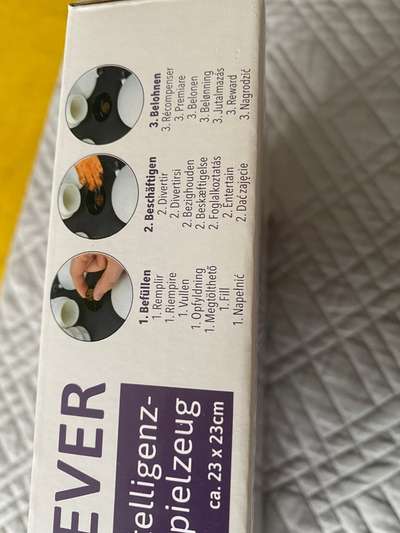 EVER
telligenz-
pielzeug
ca. 23 x 23cm
1. Befüllen
1. Remplir
1. Riempire
1. Vullen
1. Opfyldning
1. Megtölthető
1. Fill
1. Napełnić
2. Beschäftigen
2. Divertir
2. Divertirsi
2. Bezighouden
2. Beskæftigelse
2. Foglalkoztatás
2. Entertain
2. Dać zajęcie
3. Belohnen
3. Récompenser
3. Premiare
3. Belonen
3. Belønning
3. Jutalmazás
3. Reward
3. Nagrodzić